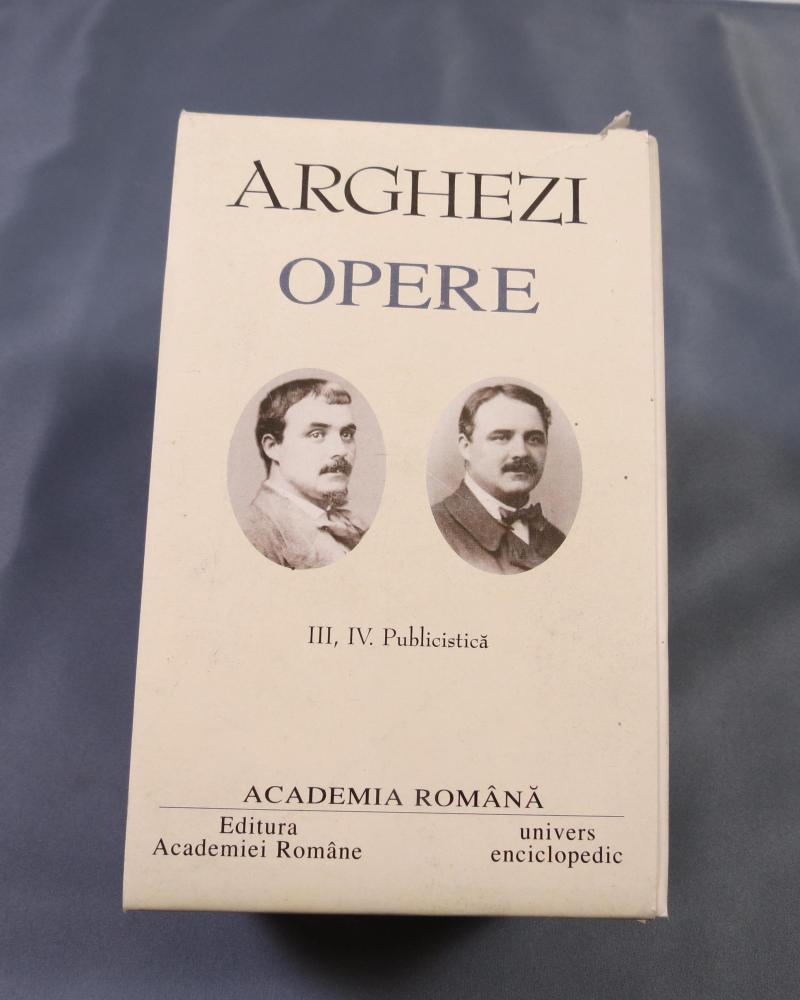 ARGHEZI
OPERE
III, IV. Publicistică
ACADEMIA ROMÂNĂ
Editura
Academiei Române
univers
enciclopedic